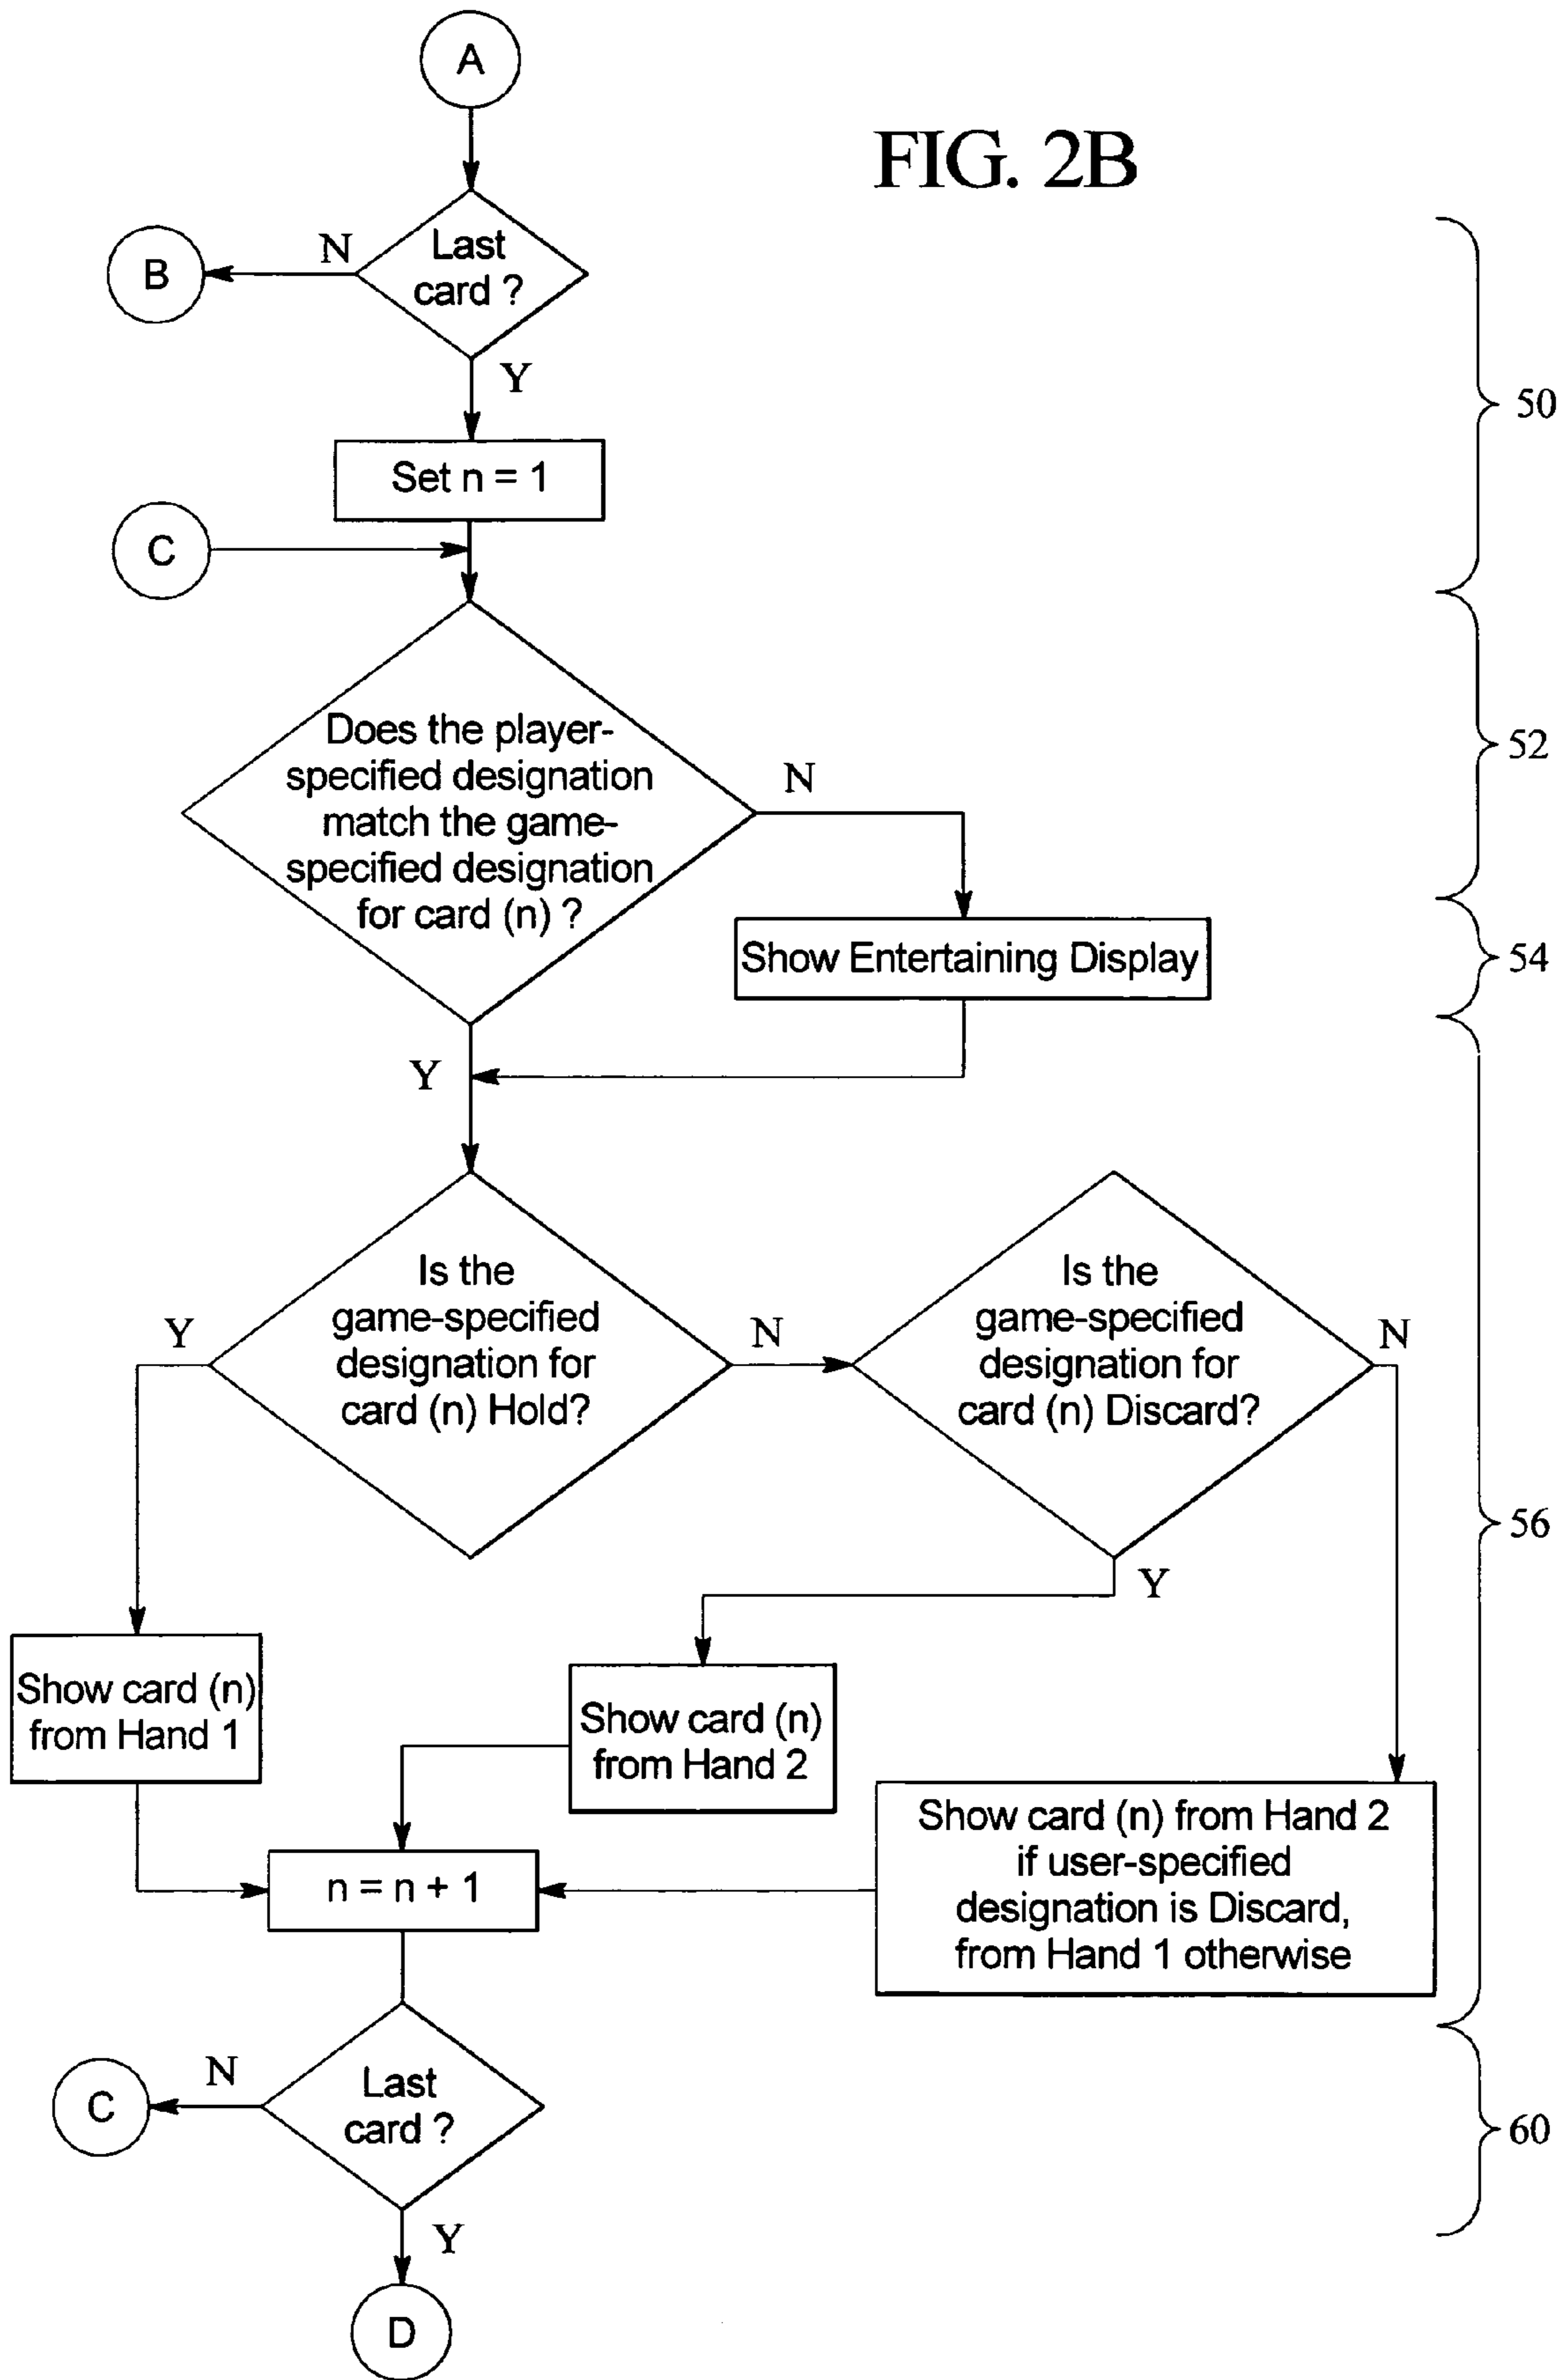 A
FIG. 2B
N
B
Last
card ?
Y
50
Set n = 1
C
Does the player-
specified designation
match the game-
specified designation
for card (n) ?
N
52
Show Entertaining Display
54
Y
Is the
game-specified
designation for
card (n) Hold?
Y
N
Is the
game-specified
designation for
card (n) Discard?
N
Y
56
Show card (n)
from Hand 1
Show card (n)
from Hand 2
Show card (n) from Hand 2
if user-specified
designation is Discard,
from Hand 1 otherwise
n = n + 1
N
C
Last
card ?
60
Y
D